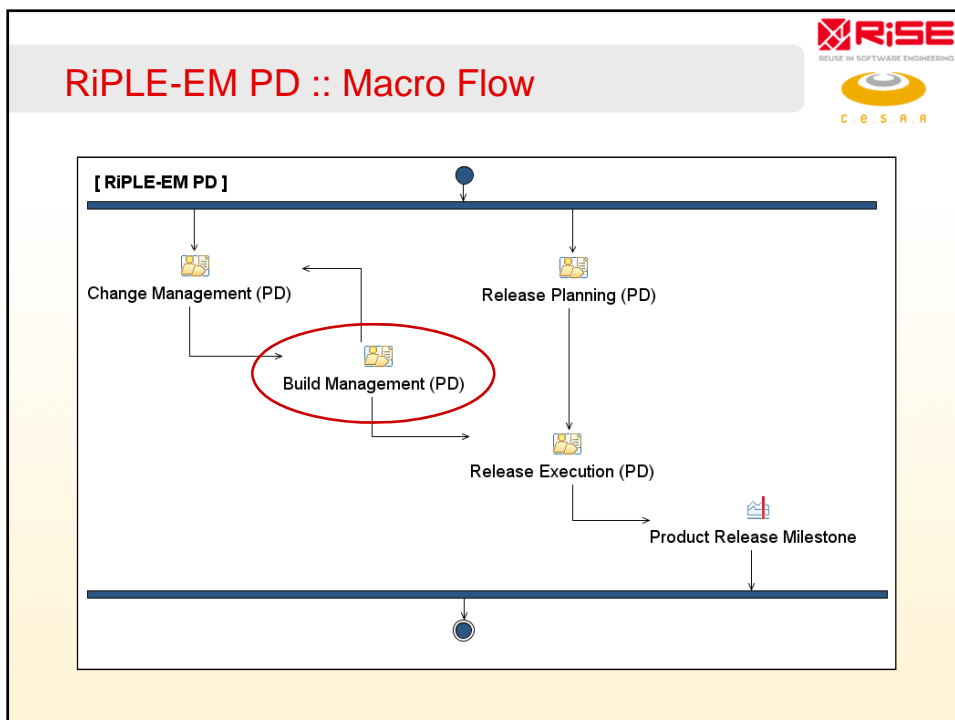 RiSE
REUSE IN SOFTWARE ENGINEERING
RiPLE-EM PD :: Macro Flow
C.e.S.A.R
[ RiPLE-EM PD ]
Change Management (PD)
Release Planning (PD)
Build Management (PD)
Release Execution (PD)
Product Release Milestone